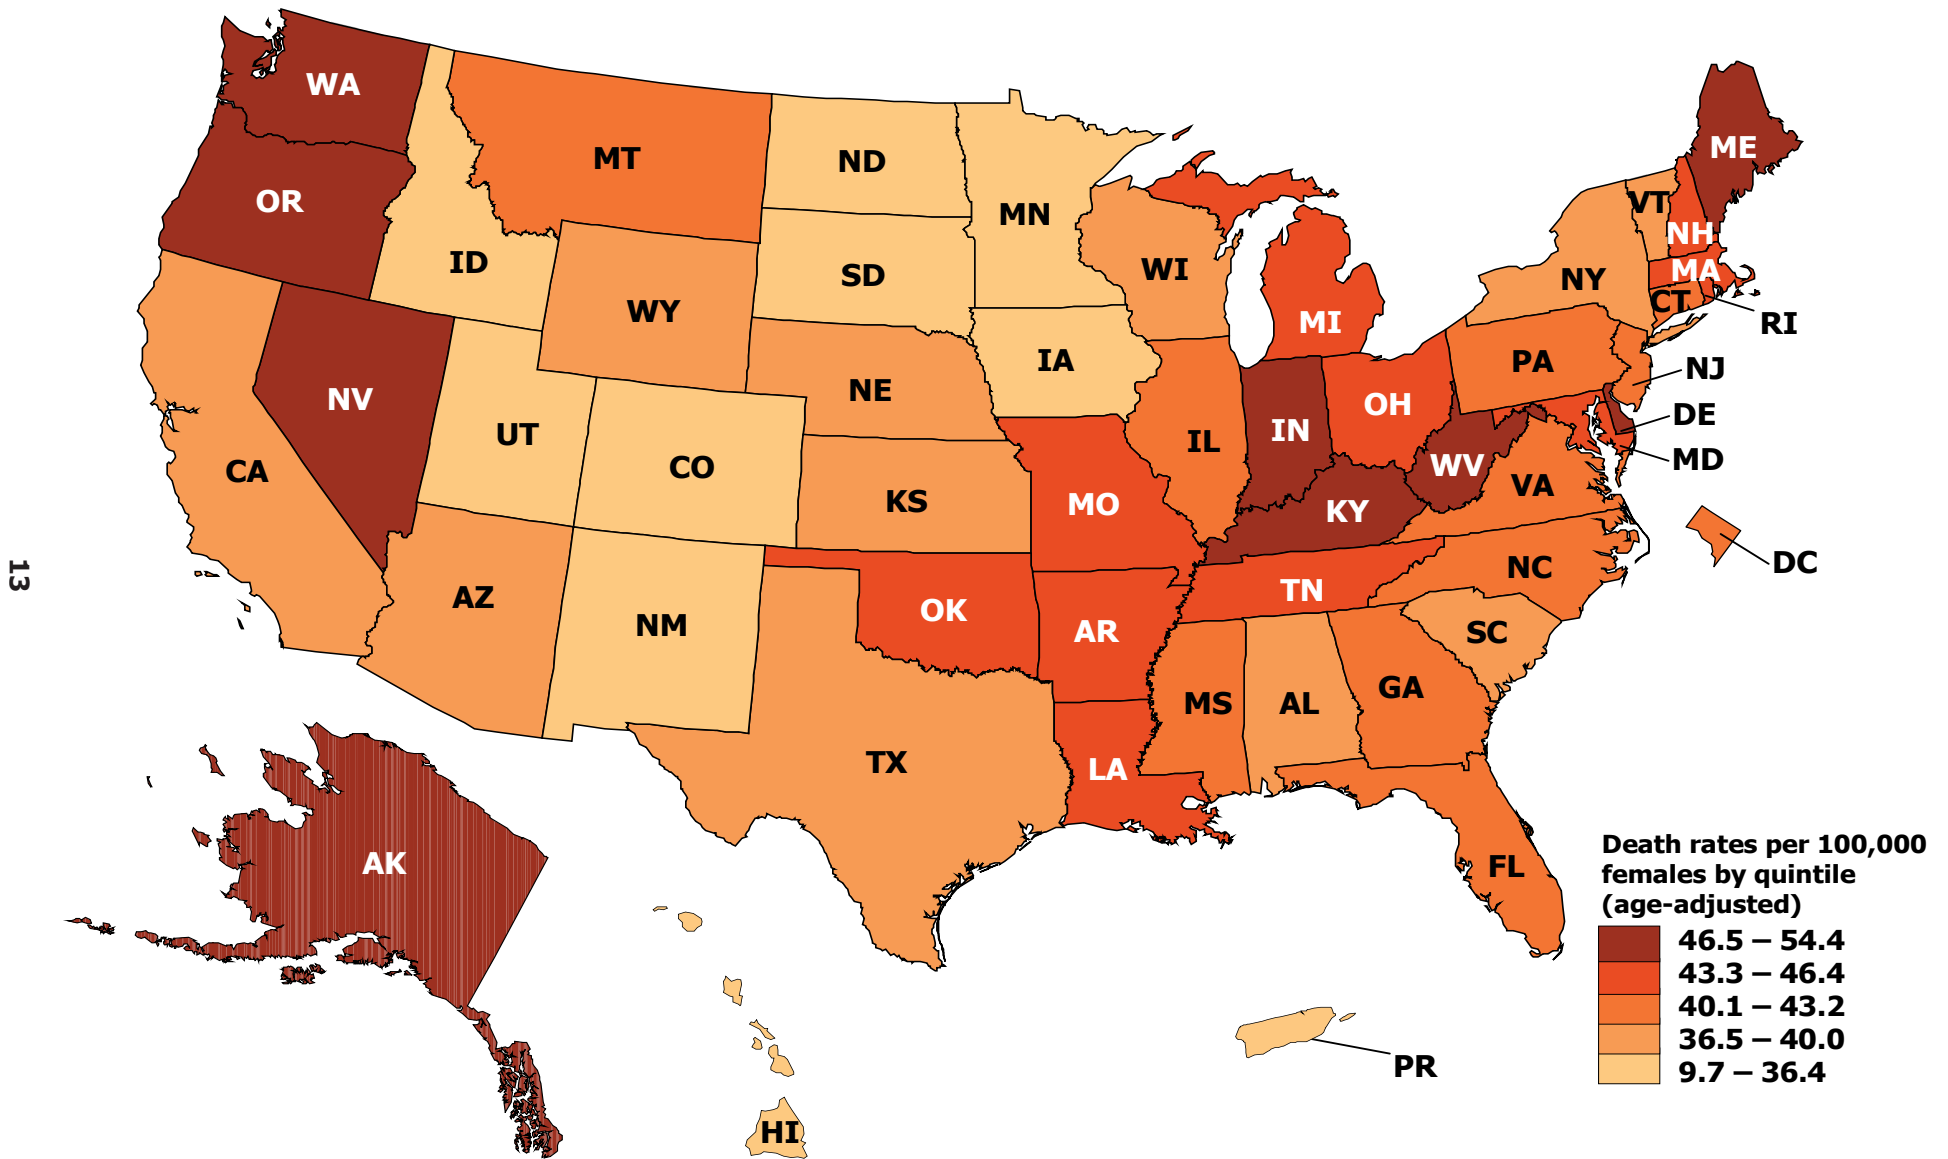 WA
ME
MT
ND
VT
OR
MN
NH
ID
SD
WI
NY
MA
CT
WY
MI
RI
IA
PA
NJ
NE
NV
OH
DE
UT
IN
IL
CO
WV
MD
CA
KS
MO
KY
VA
DC
NC
13
AZ
TN
OK
NM
AR
SC
GA
MS
AL
TX
LA
AK
FL
Death rates per 100,000
females by quintile
(age-adjusted)
46.5 – 54.4
43.3 – 46.4
40.1 – 43.2
36.5 – 40.0
9.7 – 36.4
PR
HI